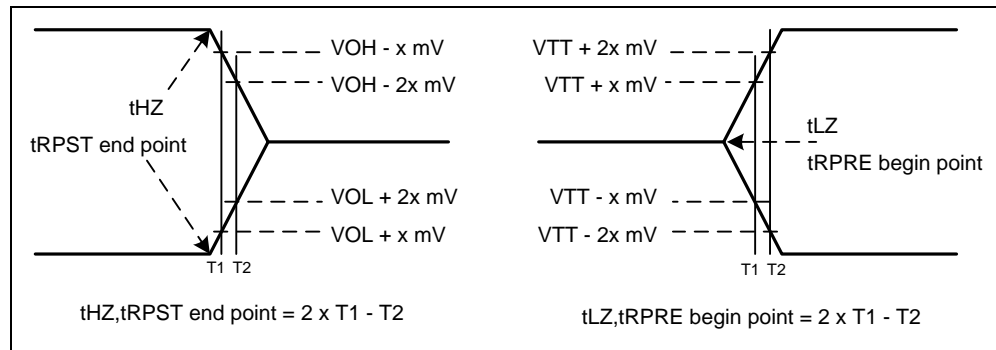 VOH - x mV
VOH - 2x mV
tHZ
tRPST end point
VOL + 2x mV
VOL + x mV
T1 T2
tHZ,tRPST end point = 2 x T1 - T2
VTT + 2x mV
VTT + x mV
tLZ
tRPRE begin point
VTT - x mV
VTT - 2x mV
T1 T2
tLZ,tRPRE begin point = 2 x T1 - T2